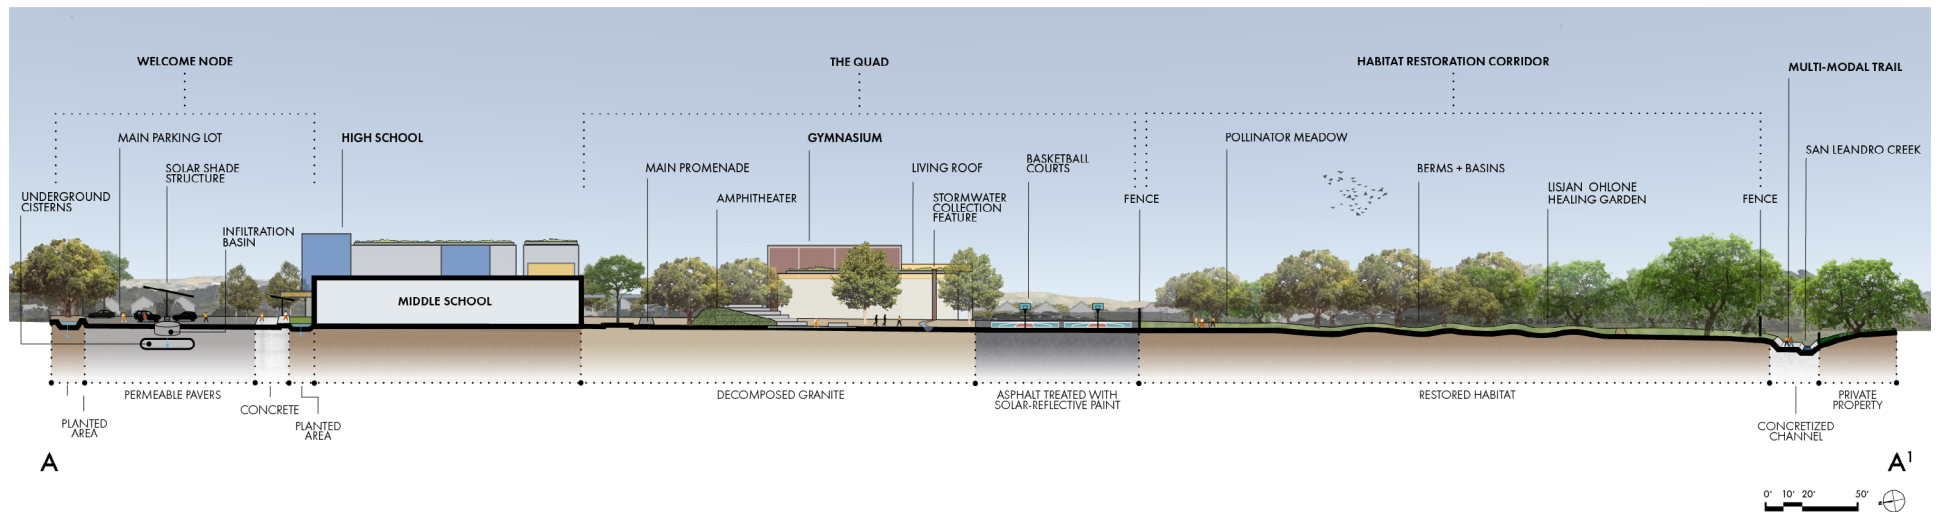 WELCOME NODE
THE QUAD
HABITAT RESTORATION CORRIDOR
MULTI-MODAL TRAIL
MAIN PARKING LOT
HIGH SCHOOL
GYMNASIUM
POLLINATOR MEADOW
SAN LEANDRO CREEK
SOLAR SHADE
STRUCTURE
MAIN PROMENADE
LIVING ROOF
BASKETBALL
COURTS
BERMS + BASINS
UNDERGROUND
CISTERNS
AMPHITHEATER
STORMWATER
COLLECTION
FEATURE
FENCE
LISJAN OHLONE
HEALING GARDEN
FENCE
INFILTRATION
BASIN
MIDDLE SCHOOL
PLANTED
AREA
PERMEABLE PAVERS
CONCRETE
PLANTED
AREA
DECOMPOSED GRANITE
ASPHALT TREATED WITH
SOLAR-REFLECTIVE PAINT
RESTORED HABITAT
CONCRETIZED
CHANNEL
PRIVATE
PROPERTY
A
A1
0' 10' 20' 50'